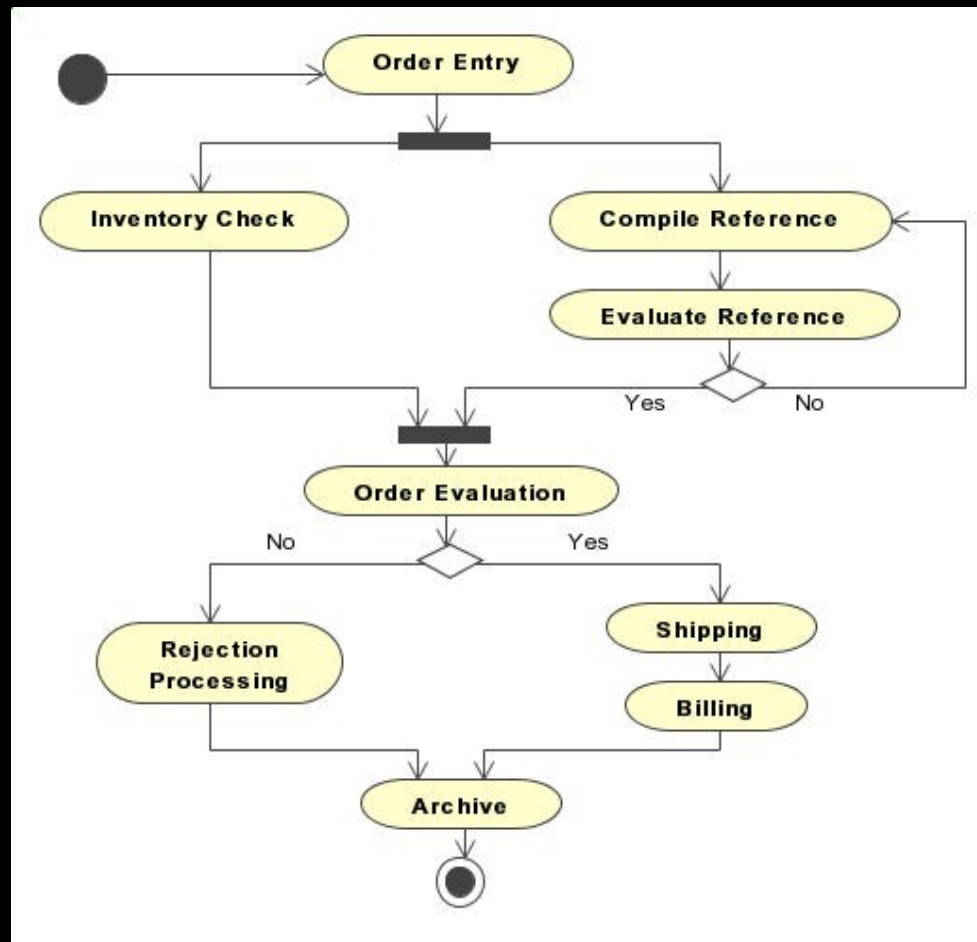 Order Entry
Inventory Check
Compile Reference
Evaluate Reference
Yes
No
Order Evaluation
No
Yes
Shipping
Rejection
Processing
Billing
Archive